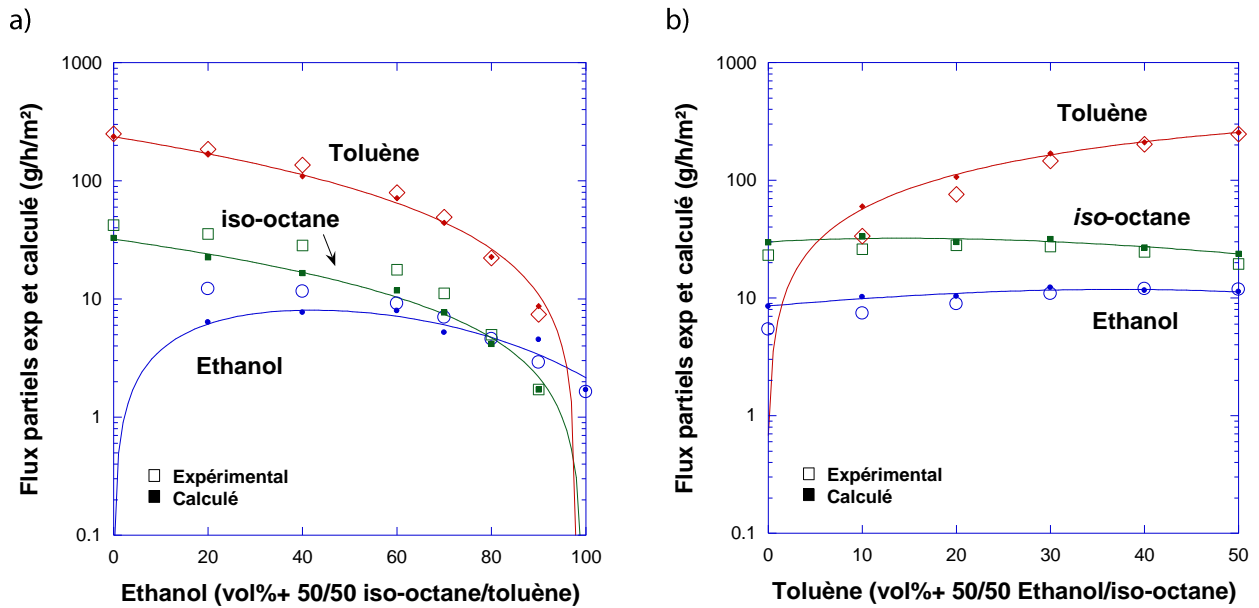 a)
Flux partiels exp et calculé (g/h/m²)
1000
100
10
1
0.1
Toluène
iso-octane
Ethanol
Expérimental
Calculé
0 20 40 60 80 100
Ethanol (vol%+ 50/50 iso-octane/toluène)
b)
Flux partiels exp et calculé (g/h/m²)
1000
100
10
1
0.1
Toluène
iso-octane
Ethanol
Expérimental
Calculé
0 10 20 30 40 50
Toluène (vol%+ 50/50 Ethanol/iso-octane)